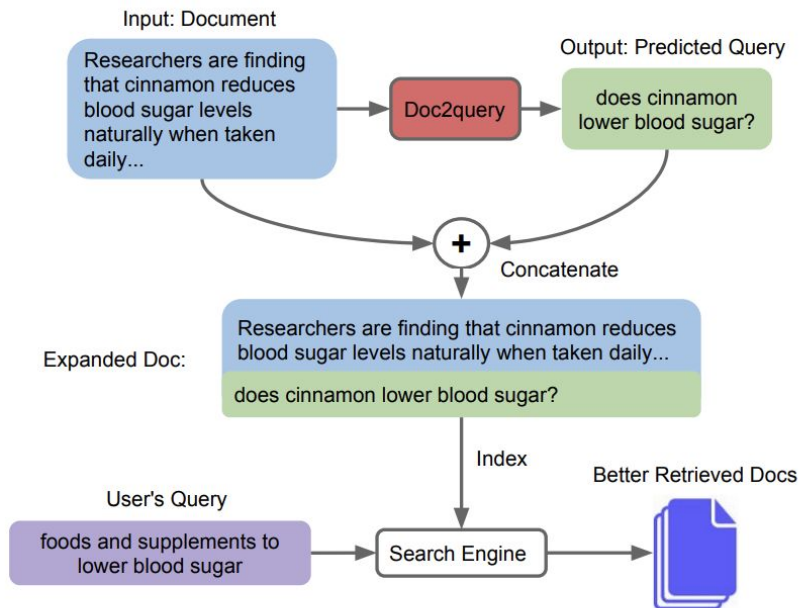 Input: Document
Researchers are finding
that cinnamon reduces
blood sugar levels
naturally when taken
daily...
Doc2query
Output: Predicted Query
does cinnamon
lower blood sugar?
+
Concatenate
Expanded Doc:
Researchers are finding that cinnamon reduces
blood sugar levels naturally when taken daily...
does cinnamon lower blood sugar?
Index
User's Query
foods and supplements to
lower blood sugar
Search Engine
Better Retrieved Docs